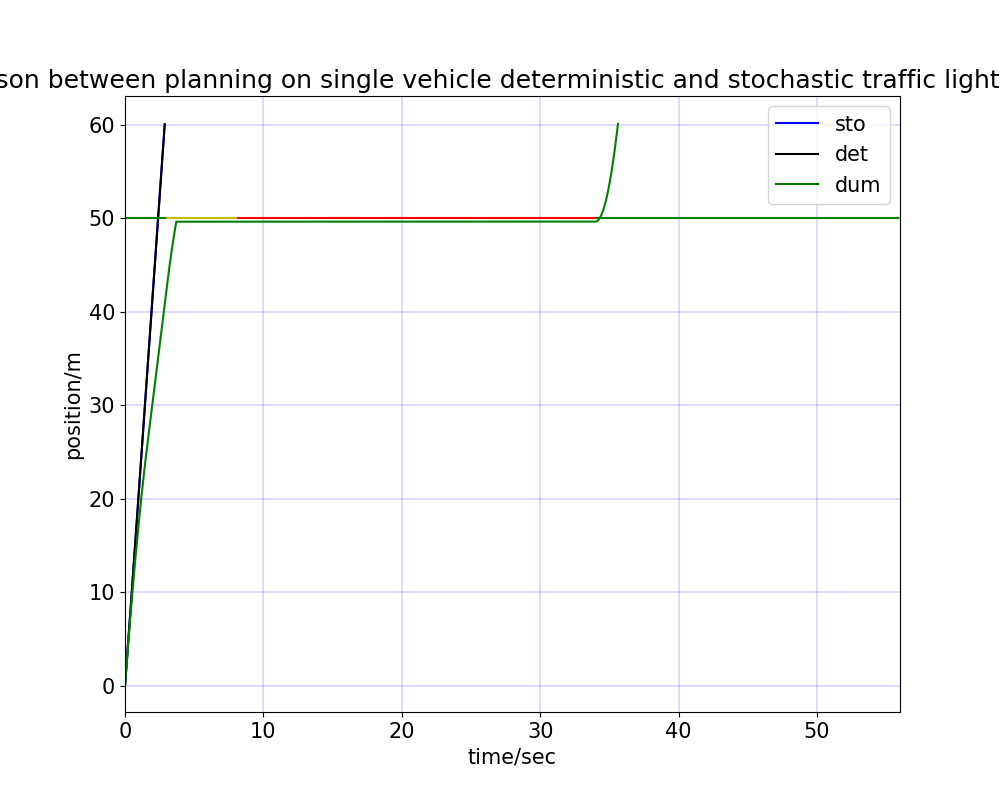 son between planning on single vehicle deterministic and stochastic traffic light
60
50
40
30
20
10
0
position/m
sto
det
dum
0 10 20 30 40 50
time/sec